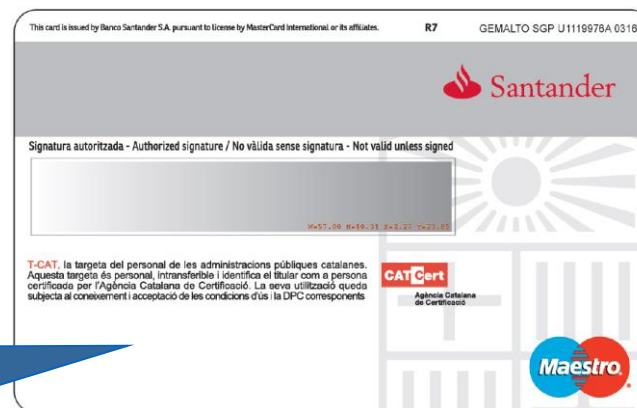 This card is issued by Banco Santander S.A. pursuant to license by MasterCard International or its affiliates. R7 GEMALTO SGP U1119976A 0316
Santander
Signatura autoritzada - Authorized signature / No vàlida sense signatura - Not valid unless signed
T-CAT, la targeta del personal de les administracions públiques catalanes.
Aquesta targeta és personal, intransferible i identifica el titular com a persona
certificada per l'Agència Catalana de Certificació. La seva utilització queda
subjecta al coneixement i acceptació de les condicions d'ús i la DPC corresponents
CATCert
Agència Catalana
de Certificació
Maestro